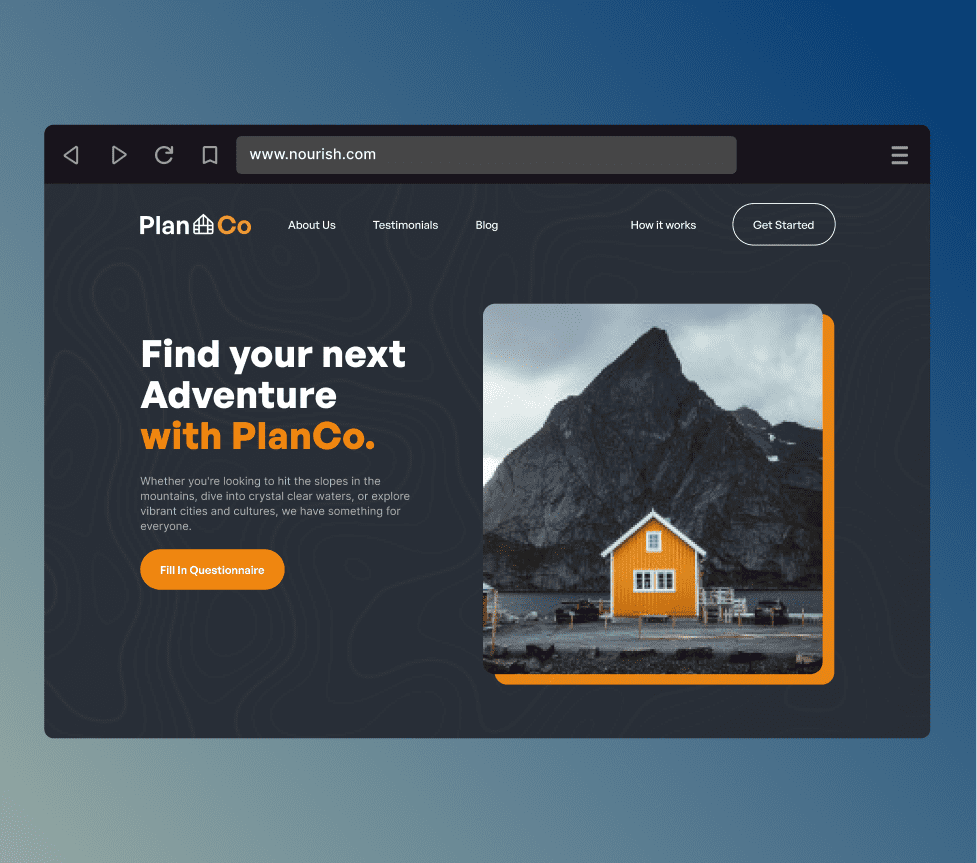 www.nourish.com
Plan Co
About Us
Testimonials
Blog
How it works
Get Started
Find your next
Adventure
with PlanCo.
Whether you're looking to hit the slopes in the
mountains, dive into crystal clear waters, or explore
vibrant cities and cultures, we have something for
everyone.
Fill In Questionnaire